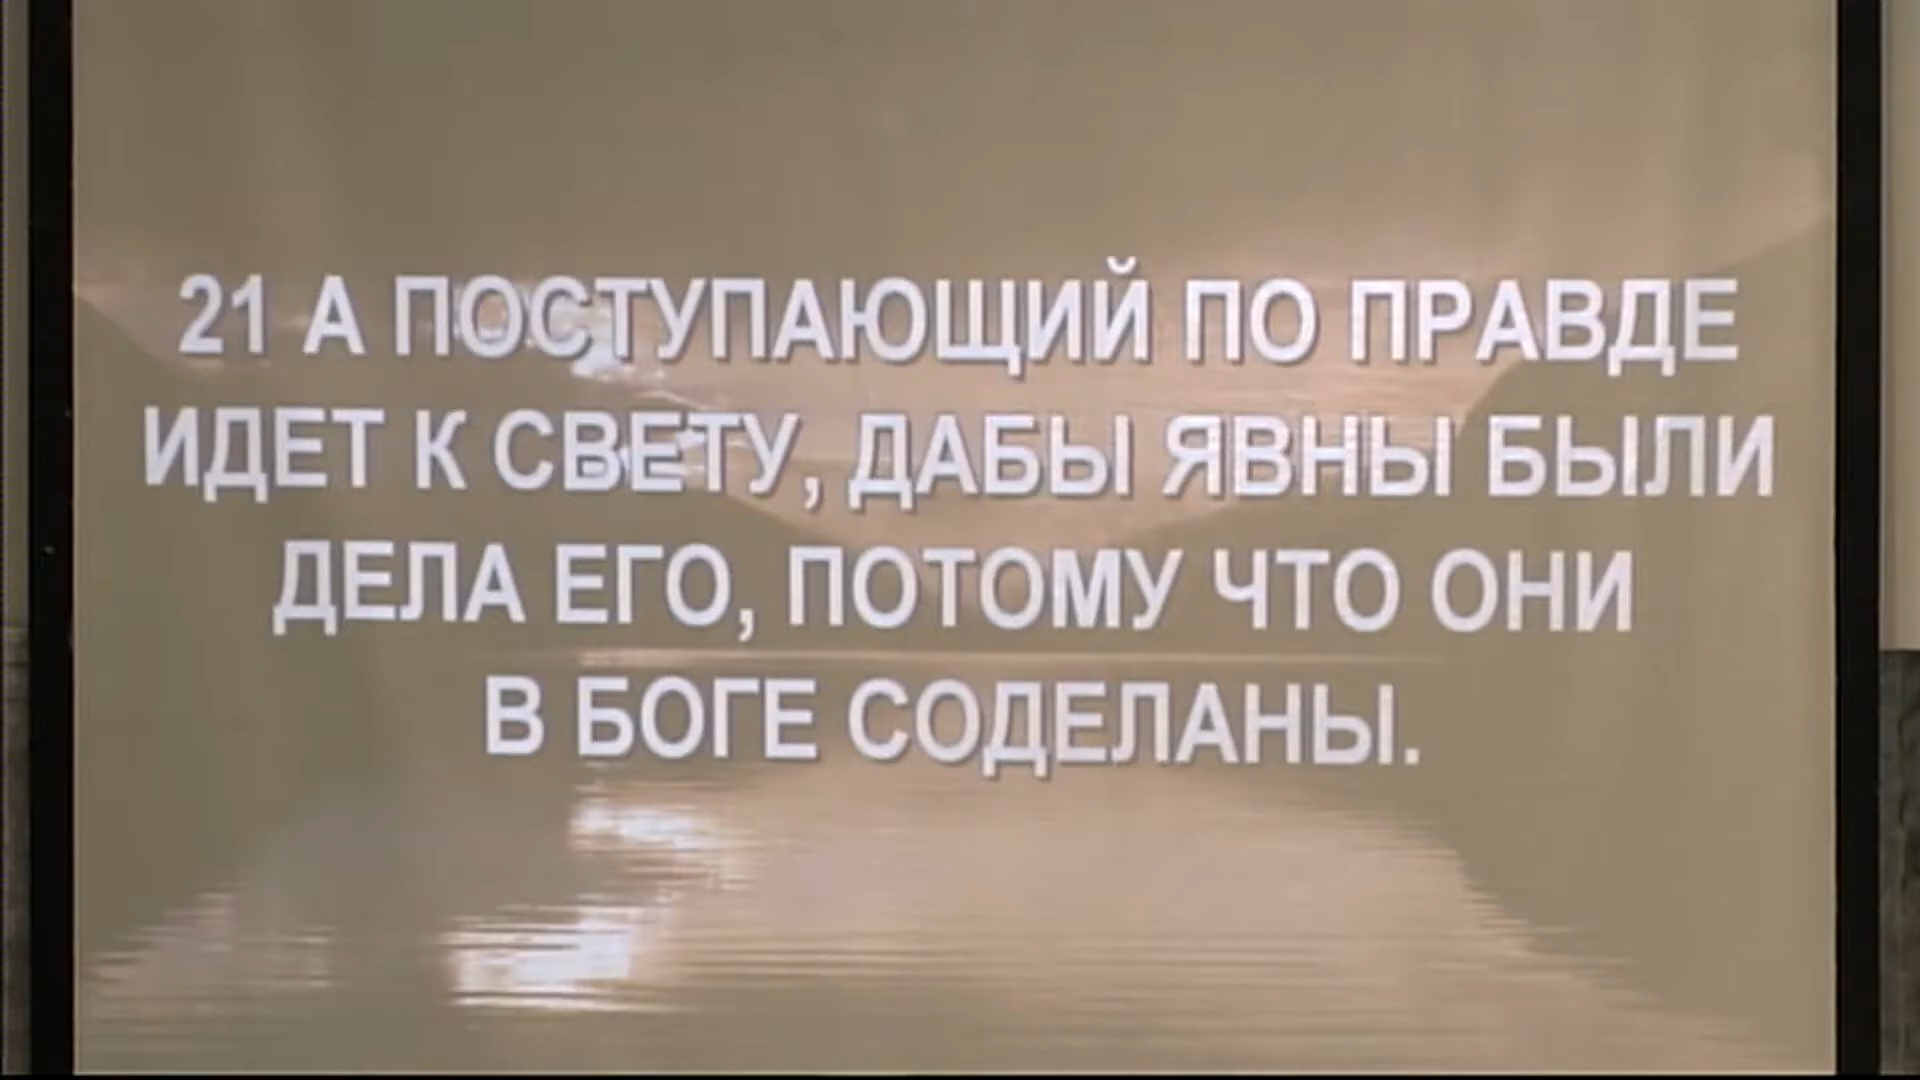 21 А ПОСТУПАЮЩИЙ ПО ПРАВДЕ
ИДЕТ К СВЕТУ, ДАБЫ ЯВНЫ БЫЛИ
ДЕЛА ЕГО, ПОТОМУ ЧТО ОНИ
В БОГЕ СОДЕЛАНЫ.